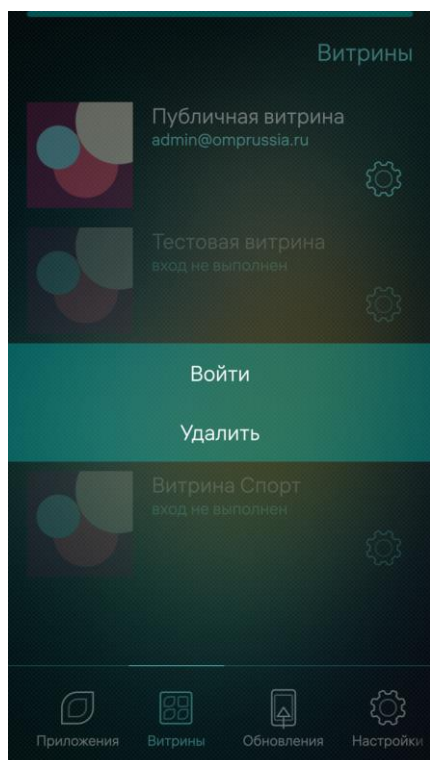 Витрины
Публичная витрина
admin@omprussia.ru
Тестовая витрина
вход не выполнен
Войти
Удалить
Витрина Спорт
вход не выполнен
Приложения
Витрины
Обновления
Настройки